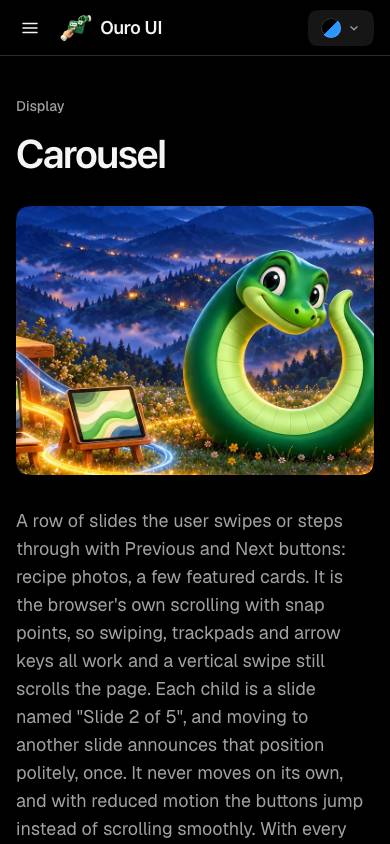 Ouro UI
Display
Carousel
A row of slides the user swipes or steps
through with Previous and Next buttons:
recipe photos, a few featured cards. It is
the browser's own scrolling with snap
points, so swiping, trackpads and arrow
keys all work and a vertical swipe still
scrolls the page. Each child is a slide
named "Slide 2 of 5", and moving to
another slide announces that position
politely, once. It never moves on its own,
and with reduced motion the buttons jump
instead of scrolling smoothly. With every